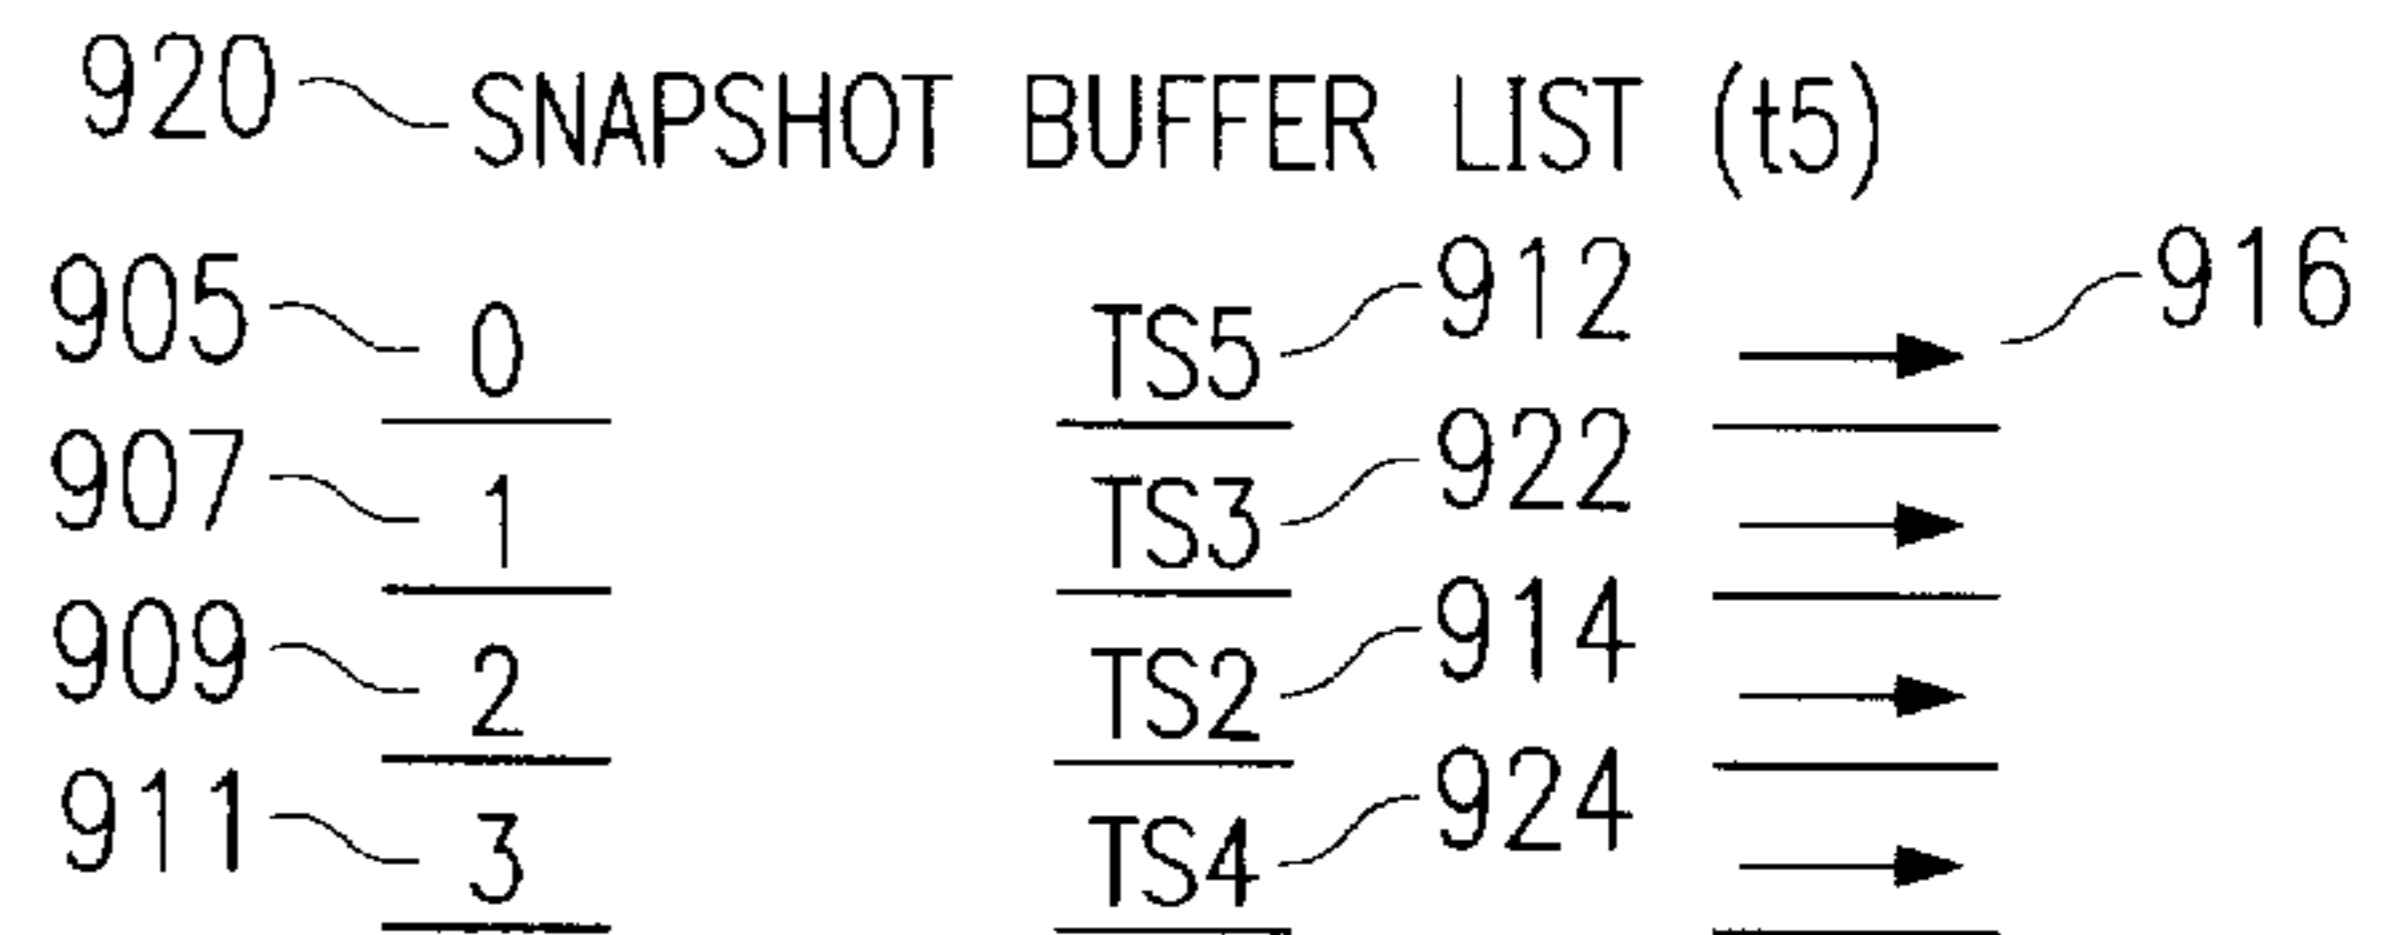 920 SNAPSHOT BUFFER LIST (t5)
905 0 TS5 912 916
907 1 TS3 922
909 2 TS2 914
911 3 TS4 924